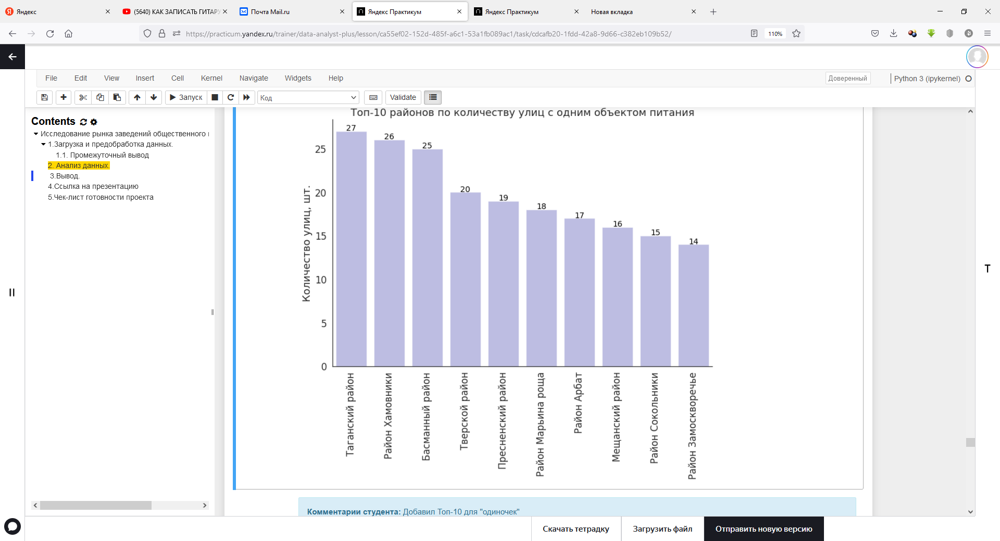 Яндекс
(5640) КАК ЗАПИСАТЬ ГИТАРУ
Почта Mail.ru
Яндекс Практикум
Яндекс Практикум
Новая вкладка
https://practicum.yandex.ru/trainer/data-analyst-plus/lesson/ca55ef02-152d-485f-a6c1-53a1fb089ac1/task/cdcafb20-1fdd-42a8-9d66-c382eb109b52/
110%
File Edit View Insert Cell Kernel Navigate Widgets Help
Доверенный
Python 3 (ipykernel)
Запуск
Код
Validate
Contents
Исследование рынка заведений общественного
1.Загрузка и предобработка данных.
1.1. Промежуточный вывод
2. Анализ данных.
3.Вывод.
4.Ссылка на презентацию
5.Чек-лист готовности проекта
Топ-10 районов по количеству улиц с одним объектом питания
Количество улиц, шт.
25
20
15
10
5
0
27
26
25
20
19
18
17
16
15
14
Таганский район
Район Хамовники
Басманный район
Тверской район
Пресненский район
Район Марьина роща
Район Арбат
Мещанский район
Район Сокольники
Район Замоскворечье
T
Комментарии студента: Добавил Топ-10 для "одиночек"
Скачать тетрадку
Загрузить файл
Отправить новую версию